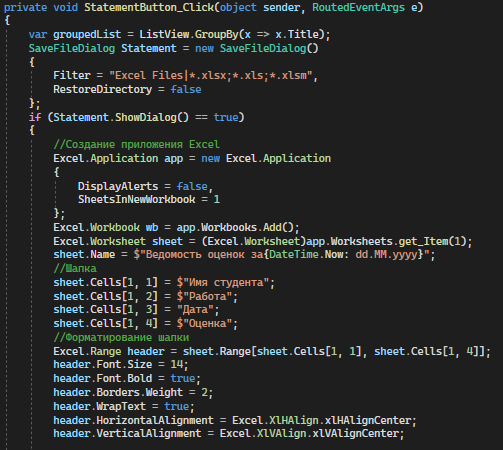 private void StatementButton_Click(object sender, RoutedEventArgs e)
{
var groupedList = ListView.GroupBy(x => x.Title);
SaveFileDialog Statement = new SaveFileDialog()
{
Filter = "Excel Files|*.xlsx;*.xls;*.xlsm",
RestoreDirectory = false
};
if (Statement.ShowDialog() == true)
{
//Создание приложения Excel
Excel.Application app = new Excel.Application
{
DisplayAlerts = false,
SheetsInNewWorkbook = 1
};
Excel.Workbook wb = app.Workbooks.Add();
Excel.Worksheet sheet = (Excel.Worksheet)app.Worksheets.get_Item(1);
sheet.Name = $"Ведомость оценок за{DateTime.Now: dd.MM.yyyy}";
//Шапка
sheet.Cells[1, 1] = $"Имя студента";
sheet.Cells[1, 2] = $"Работа";
sheet.Cells[1, 3] = "Дата";
sheet.Cells[1, 4] = $"Оценка";
//Форматирование шапки
Excel.Range header = sheet.Range[sheet.Cells[1, 1], sheet.Cells[1, 4]];
header.Font.Size = 14;
header.Font.Bold = true;
header.Borders.Weight = 2;
header.WrapText = true;
header.HorizontalAlignment = Excel.XlHAlign.xlHAlignCenter;
header.VerticalAlignment = Excel.XlVAlign.xlVAlignCenter;